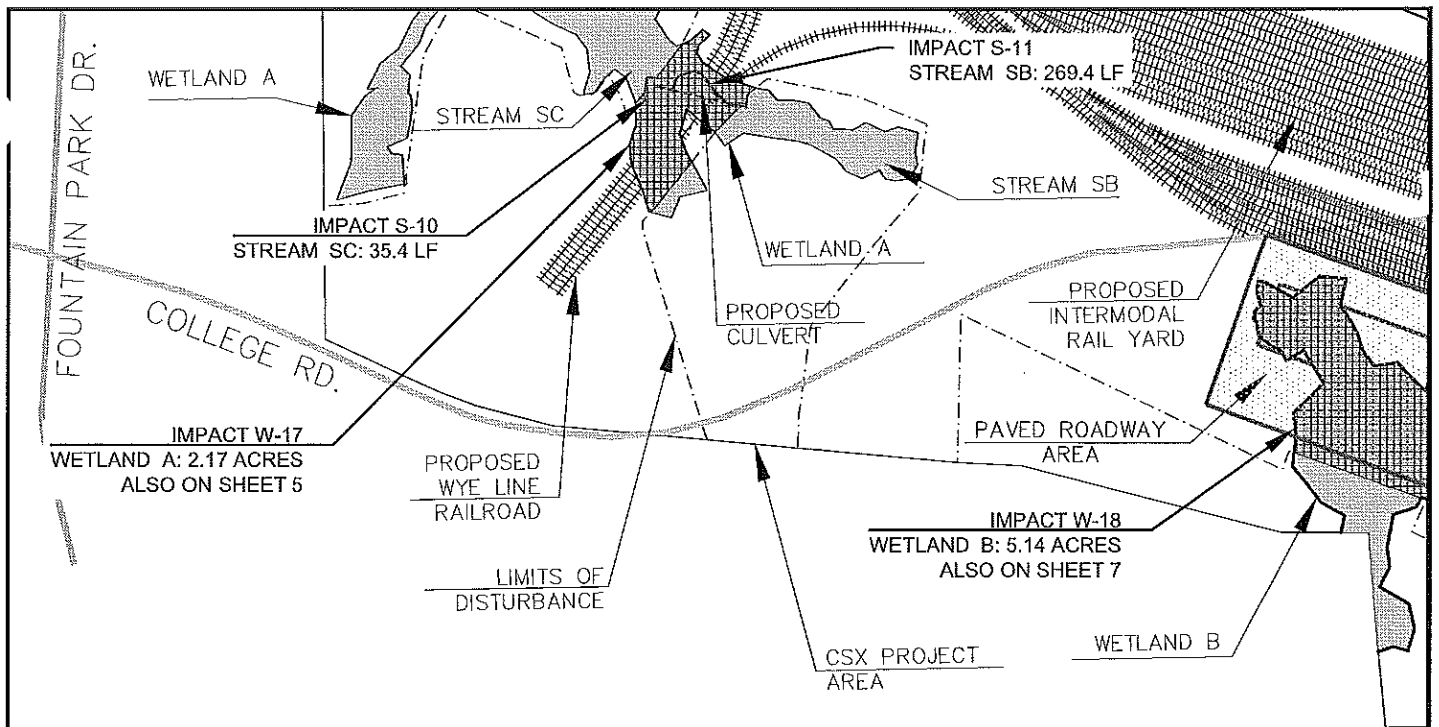 FOUNTAIN PARK DR.
WETLAND A
STREAM SC
IMPACT S-11
STREAM SB: 269.4 LF
STREAM SB
IMPACT S-10
STREAM SC: 35.4 LF
WETLAND A
COLLEGE RD.
PROPOSED
CULVERT
PROPOSED
INTERMODAL
RAIL YARD
IMPACT W-17
WETLAND A: 2.17 ACRES
ALSO ON SHEET 5
PROPOSED
WYE LINE
RAILROAD
PAVED ROADWAY
AREA
IMPACT W-18
WETLAND B: 5.14 ACRES
ALSO ON SHEET 7
LIMITS OF
DISTURBANCE
CSX PROJECT
AREA
WETLAND B